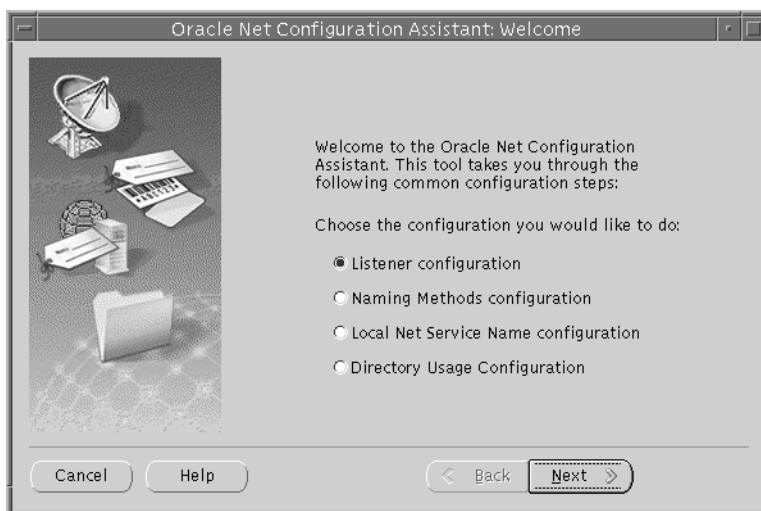 Oracle Net Configuration Assistant: Welcome
Welcome to the Oracle Net Configuration
Assistant. This tool takes you through the
following common configuration steps:
Choose the configuration you would like to do:
Listener configuration
Naming Methods configuration
Local Net Service Name configuration
Directory Usage Configuration
Cancel
Help
Back
Next